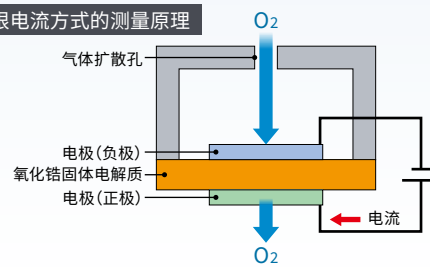 限电流方式的测量原理
O₂
气体扩散孔
电极(负极)
氧化锆固体电解质
电极(正极)
电流
O₂